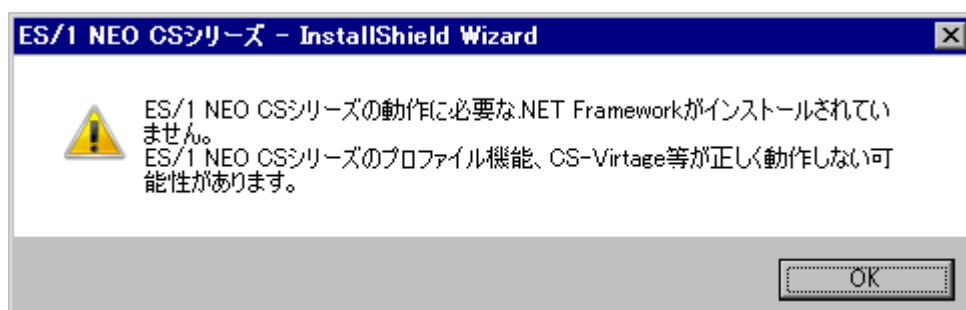 ES/1 NEO CSシリーズ - InstallShield Wizard
ES/1 NEO CSシリーズの動作に必要な.NET Frameworkがインストールされてい
ません。
ES/1 NEO CSシリーズのプロファイル機能、CS-Virtage等が正しく動作しない可
能性があります。
OK